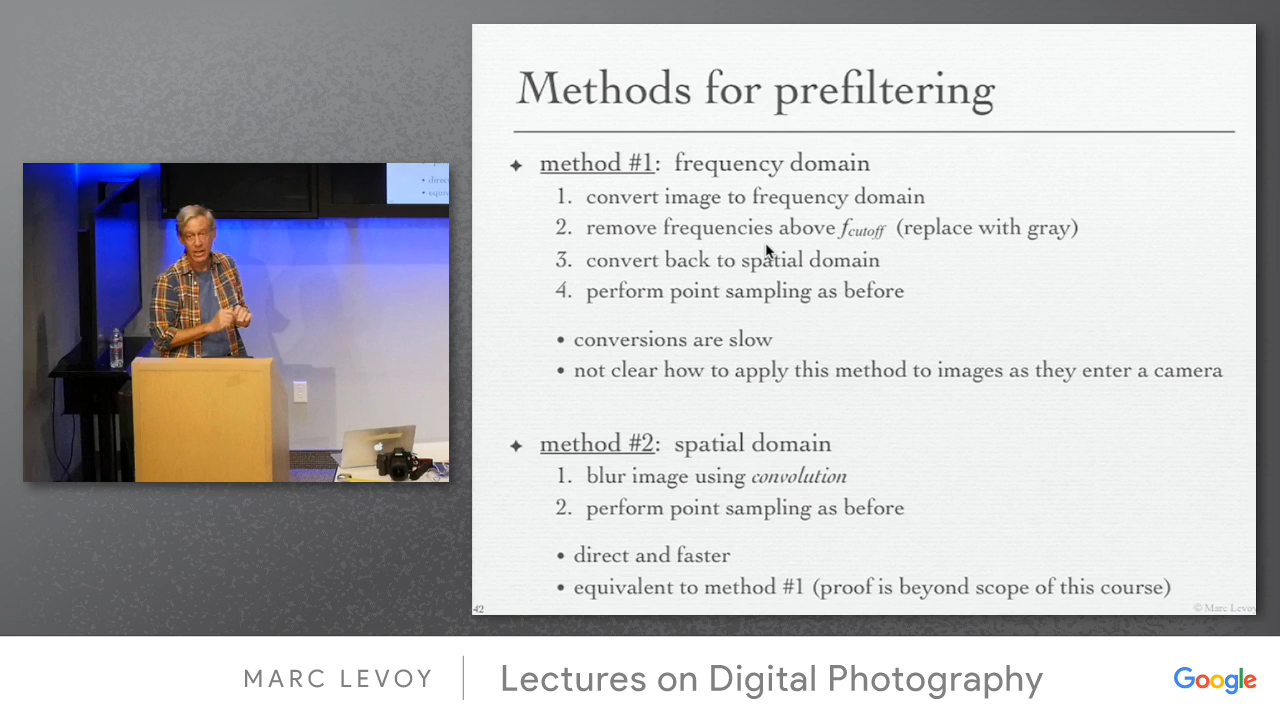 Methods for prefiltering
✦ method #1: frequency domain
1. convert image to frequency domain
2. remove frequencies above fcutoff (replace with gray)
3. convert back to spatial domain
4. perform point sampling as before
• conversions are slow
• not clear how to apply this method to images as they enter a camera
✦ method #2: spatial domain
1. blur image using convolution
2. perform point sampling as before
• direct and faster
• equivalent to method #1 (proof is beyond scope of this course)
42
© Marc Levoy
• direc
• equiv
MARC LEVOY
Lectures on Digital Photography
Google